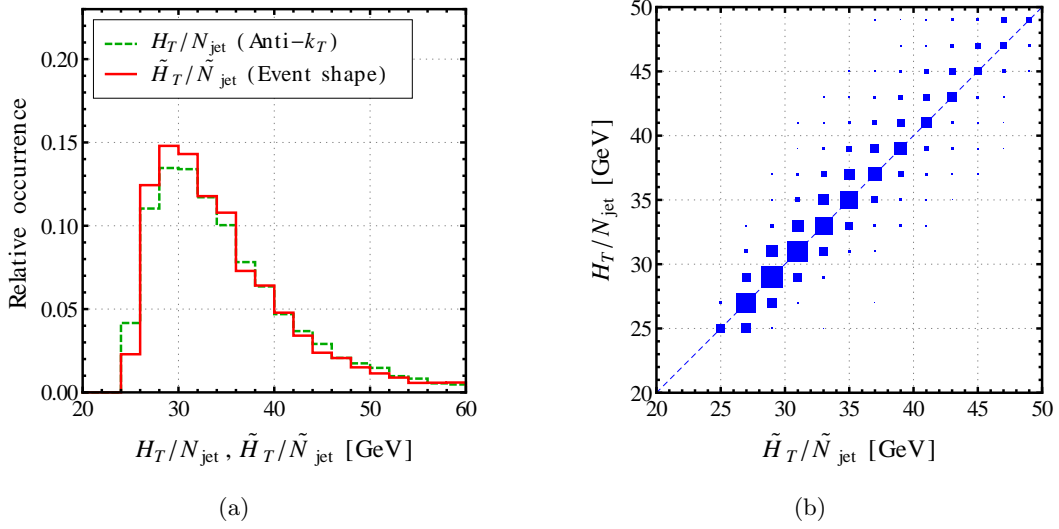 H_T/N_jet (Anti−k_T)
H̃_T/Ñ_jet (Event shape)
Relative occurrence
0.20
0.15
0.10
0.05
0.00
20 30 40 50 60
H_T/N_jet , H̃_T/Ñ_jet [GeV]
(a)
H_T/N_jet [GeV]
50
45
40
35
30
25
20
20 25 30 35 40 45 50
H̃_T/Ñ_jet [GeV]
(b)